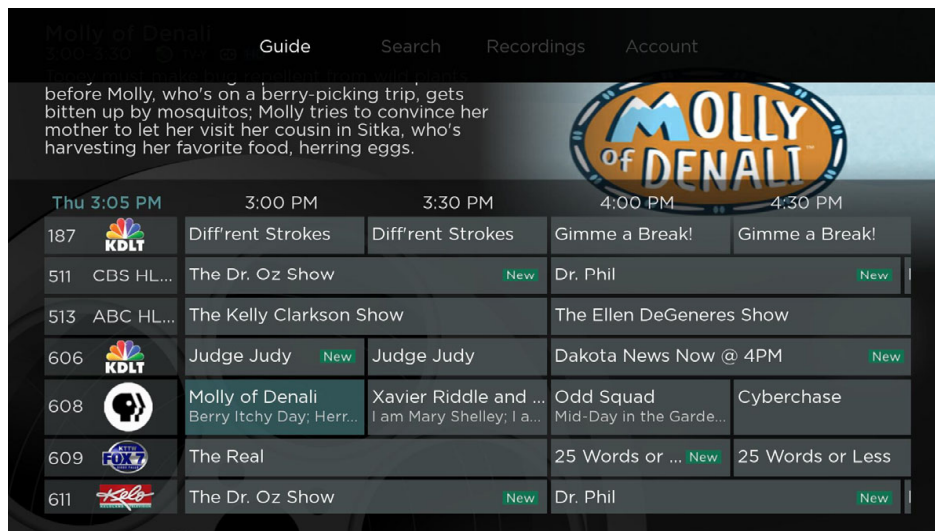 Molly of Denali
Guide
Search
Recordings
Account
3:00-3:30
before Molly, who's on a berry-picking trip, gets
bitten up by mosquitos; Molly tries to convince her
mother to let her visit her cousin in Sitka, who's
harvesting her favorite food, herring eggs.
MOLLY
OF DENALI
Thu 3:05 PM
3:00 PM
3:30 PM
4:00 PM
4:30 PM
187
KDLT
Diff'rent Strokes
Diff'rent Strokes
Gimme a Break!
Gimme a Break!
511
CBS HL...
The Dr. Oz Show
New
Dr. Phil
New
513
ABC HL...
The Kelly Clarkson Show
The Ellen DeGeneres Show
606
KDLT
Judge Judy
New
Judge Judy
Dakota News Now @ 4PM
New
608
Molly of Denali
Berry Itchy Day; Herr...
Xavier Riddle and ...
I am Mary Shelley; I a...
Odd Squad
Mid-Day in the Garde...
Cyberchase
609
KTTW
FOX 7
The Real
25 Words or ...
New
25 Words or Less
611
Kelo
The Dr. Oz Show
New
Dr. Phil
New